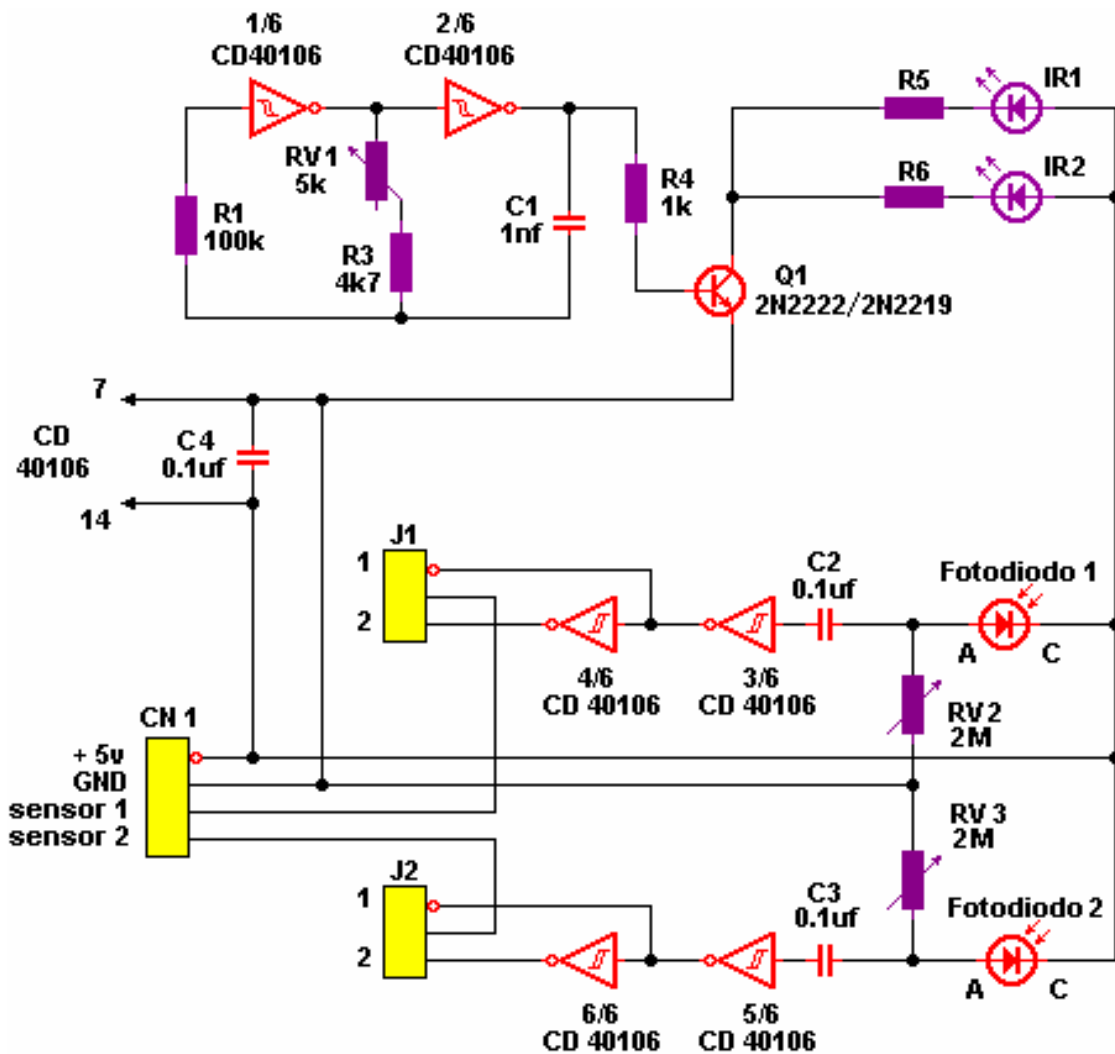 1/6
CD40106
2/6
CD40106
R5
IR1
RV1
5k
R6
IR2
R1
100k
R3
4k7
C1
1nf
R4
1k
Q1
2N2222/2N2219
7
CD
40106
14
C4
0.1uf
J1
1
2
C2
0.1uf
Fotodiodo 1
A
C
4/6
CD 40106
3/6
CD 40106
RV2
2M
CN 1
+ 5v
GND
sensor 1
sensor 2
RV 3
2M
J2
1
2
C3
0.1uf
Fotodiodo 2
A
C
6/6
CD 40106
5/6
CD 40106